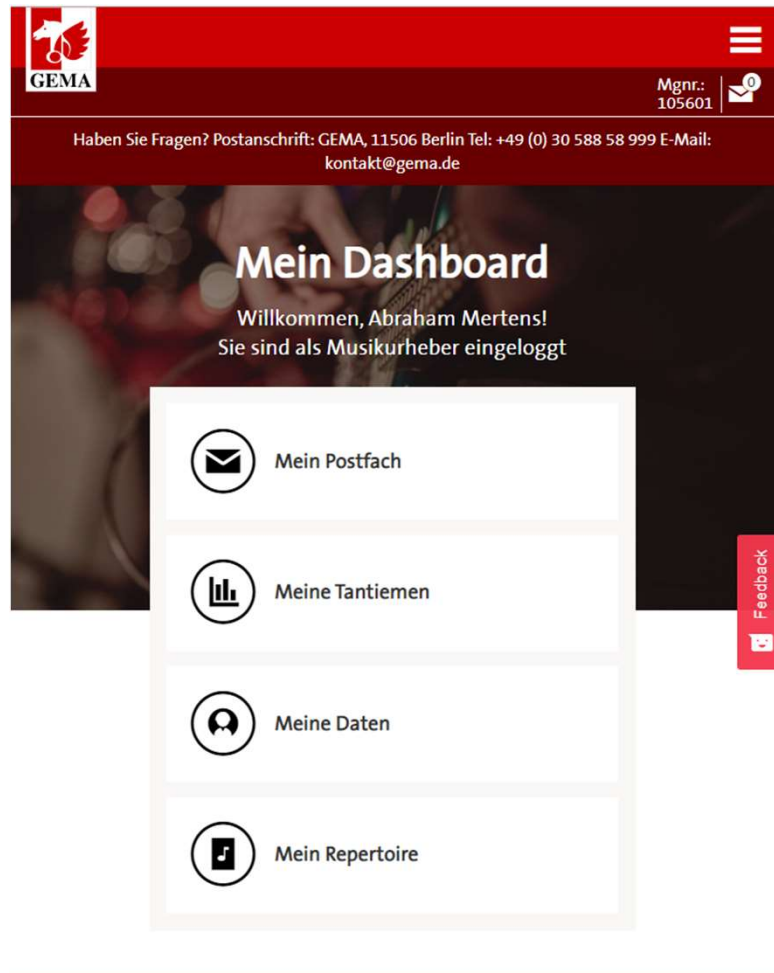 GEMA
Mgnr.:
105601
0
Haben Sie Fragen? Postanschrift: GEMA, 11506 Berlin Tel: +49 (0) 30 588 58 999 E-Mail:
kontakt@gema.de
Mein Dashboard
Willkommen, Abraham Mertens!
Sie sind als Musikurheber eingeloggt
Mein Postfach
Meine Tantiemen
Feedback
Meine Daten
Mein Repertoire